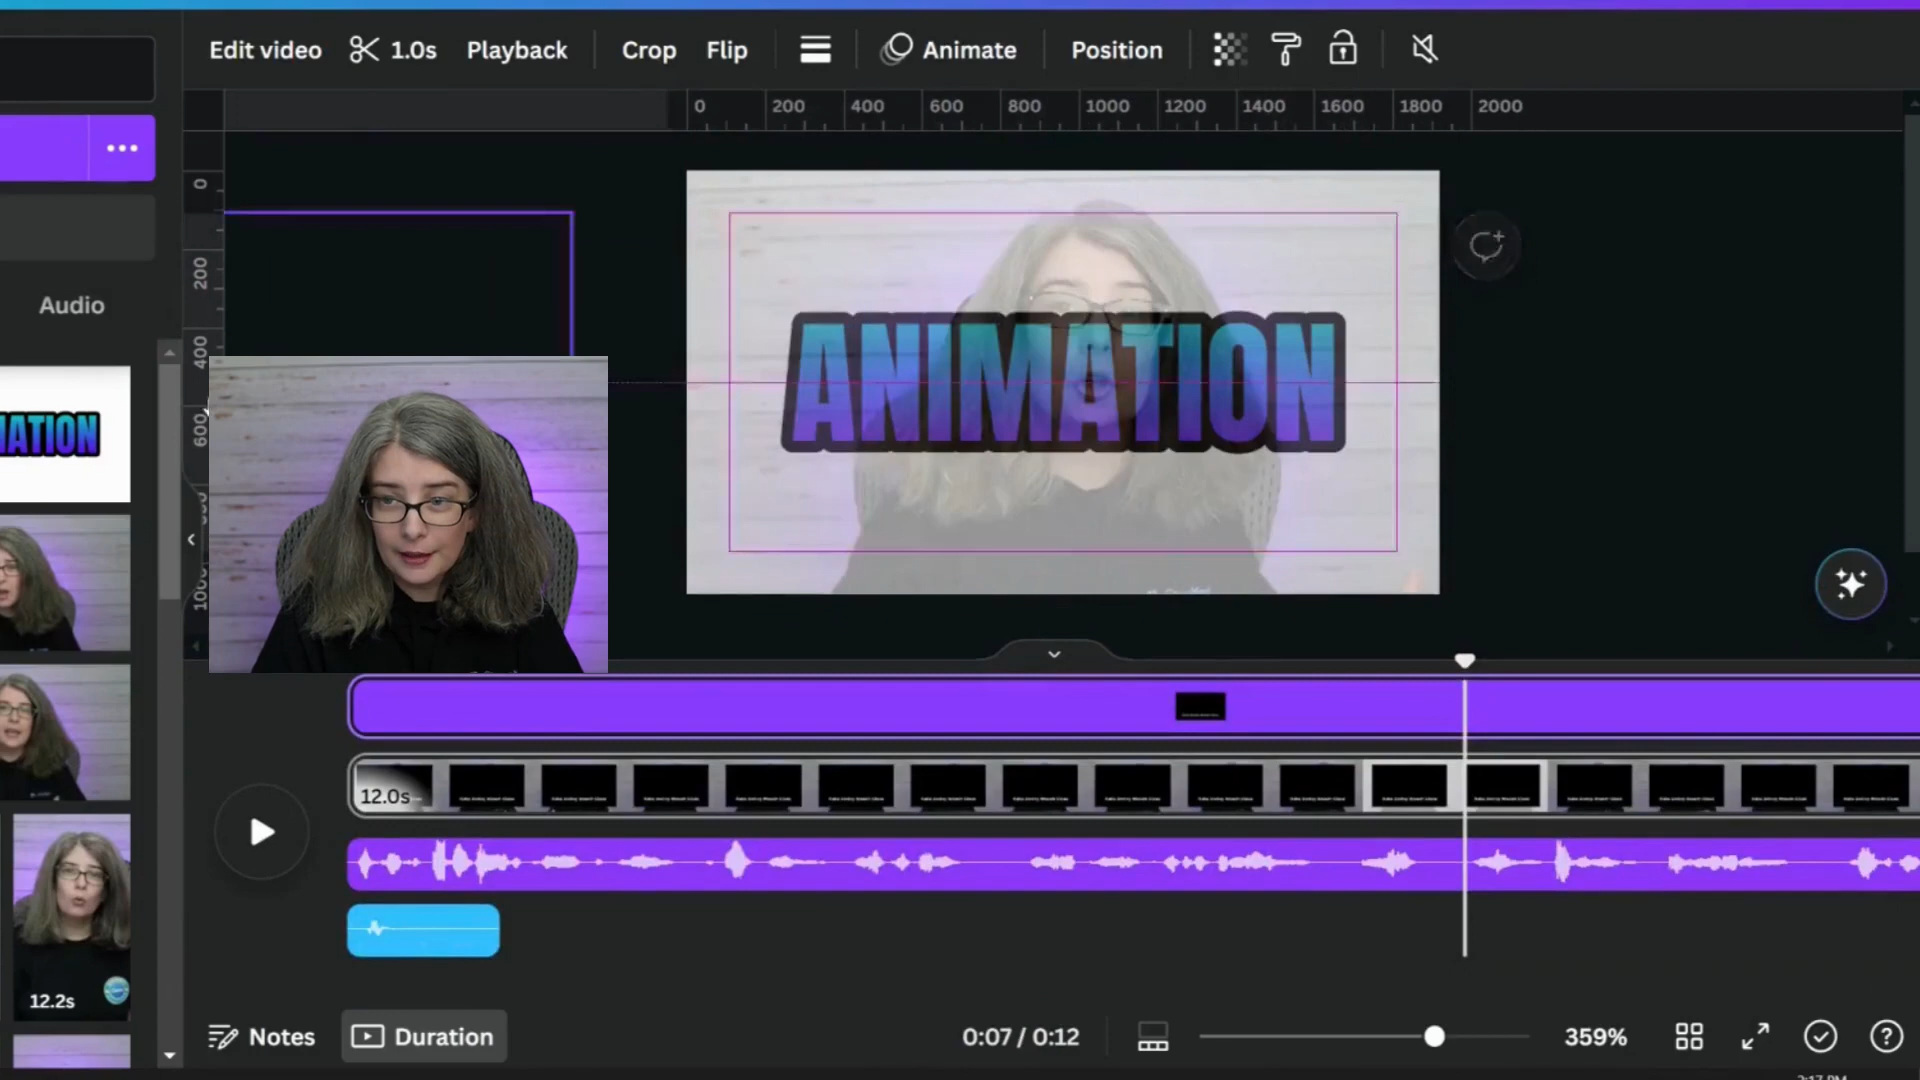 Edit video 1.0s Playback Crop Flip Animate Position
0 200 400 600 800 1000 1200 1400 1600 1800 2000
0
200
400
600
Audio
ANIMATION
MATION
12.0s
12.2s
Notes Duration 0:07 / 0:12 359%